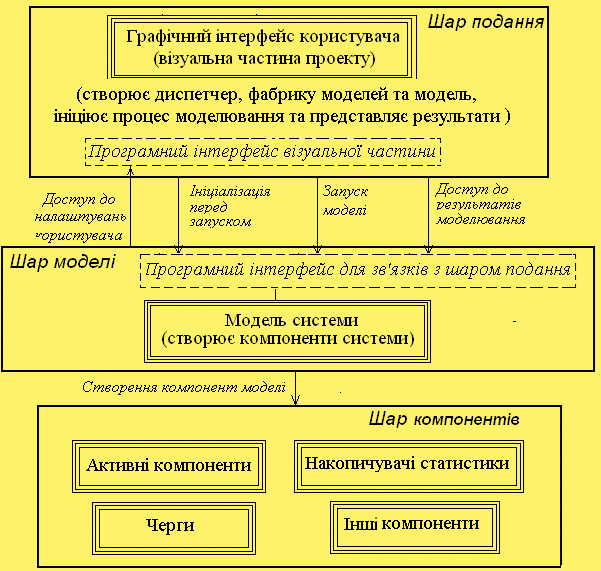 Шар подання
Графічний інтерфейс користувача
(візуальна частина проекту)
(створює диспетчер, фабрику моделей та модель,
ініціює процес моделювання та представляє результати )
Програмний інтерфейс візуальної частини
Доступ до
налаштувань
користувача
Ініціалізація
перед
запуском
Запуск
моделі
Доступ до
результатів
моделювання
Шар моделі
Програмний інтерфейс для зв'язків з шаром подання
Модель системи
(створює компоненти системи)
Створення компонент моделі
Шар компонентів
Активні компоненти
Накопичувачі статистики
Черги
Інші компоненти